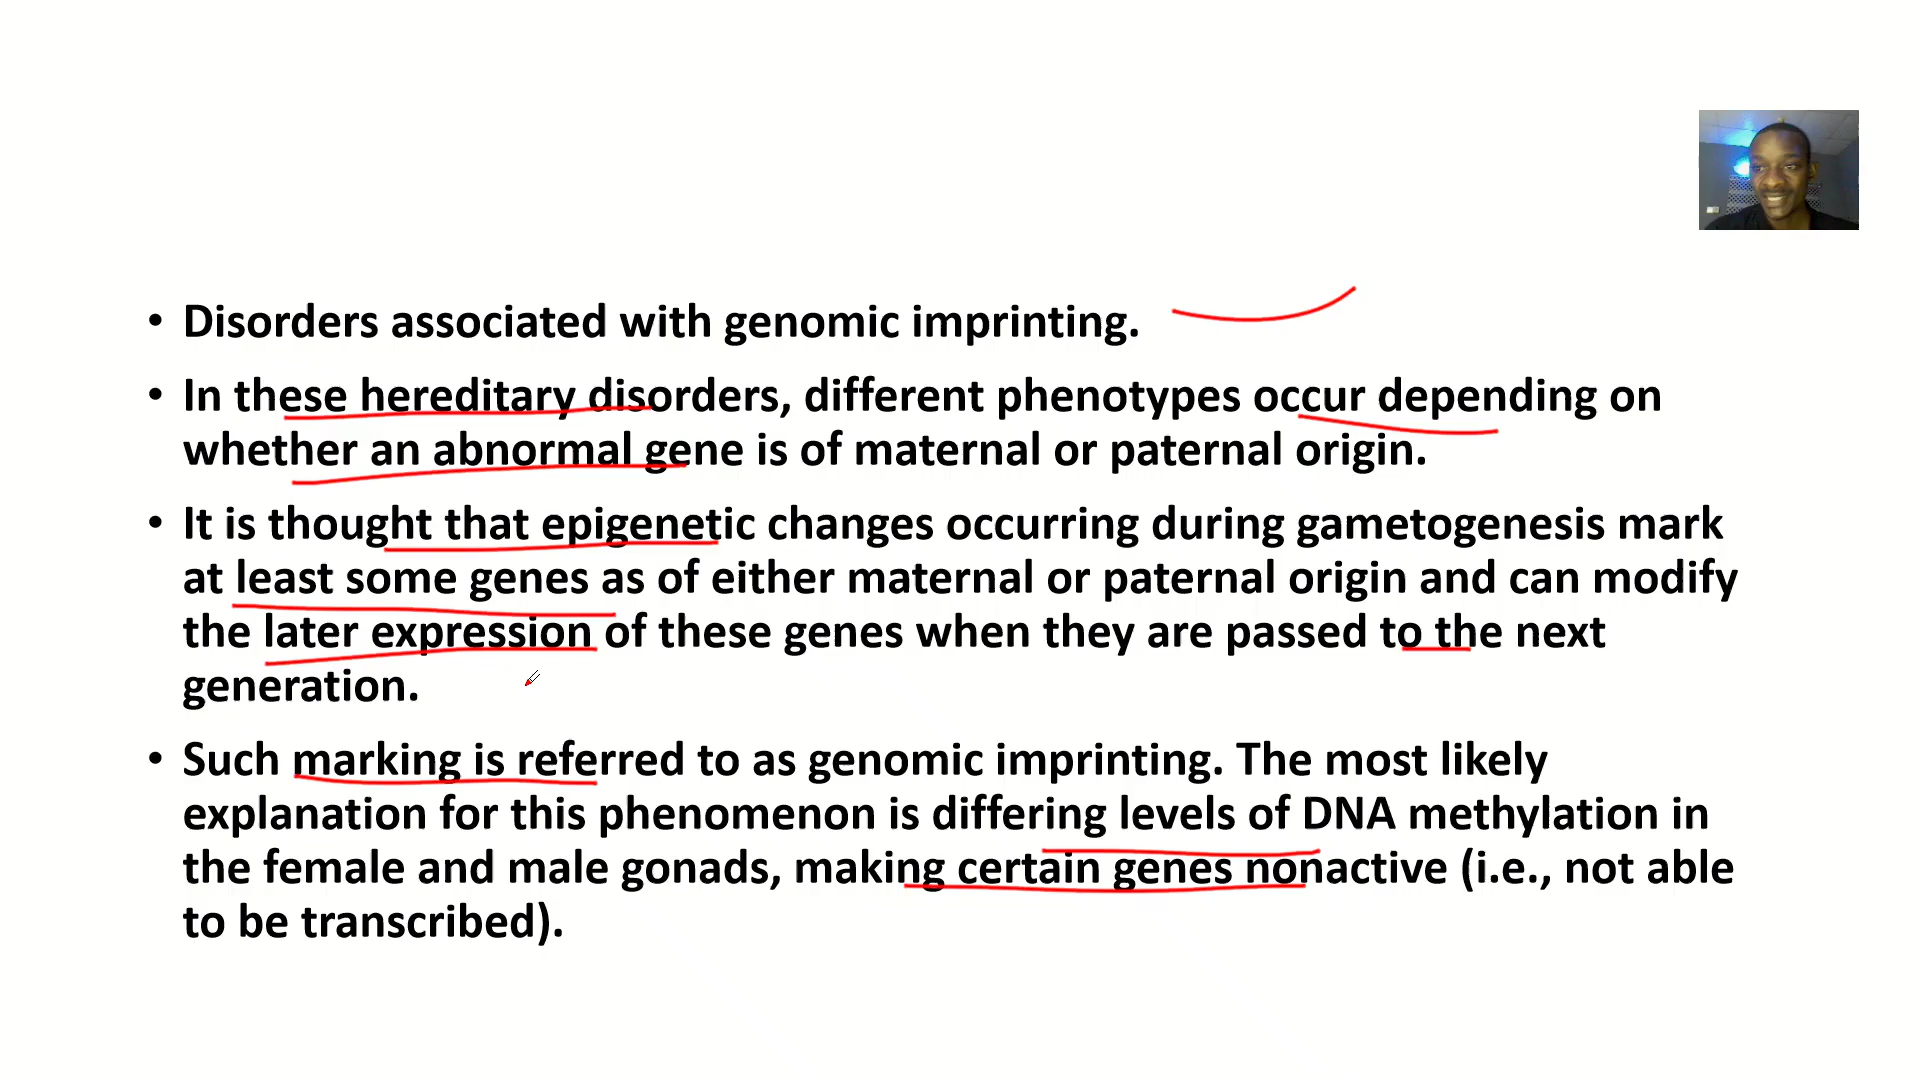 • Disorders associated with genomic imprinting.
• In these hereditary disorders, different phenotypes occur depending on
whether an abnormal gene is of maternal or paternal origin.
• It is thought that epigenetic changes occurring during gametogenesis mark
at least some genes as of either maternal or paternal origin and can modify
the later expression of these genes when they are passed to the next
generation.
• Such marking is referred to as genomic imprinting. The most likely
explanation for this phenomenon is differing levels of DNA methylation in
the female and male gonads, making certain genes nonactive (i.e., not able
to be transcribed).